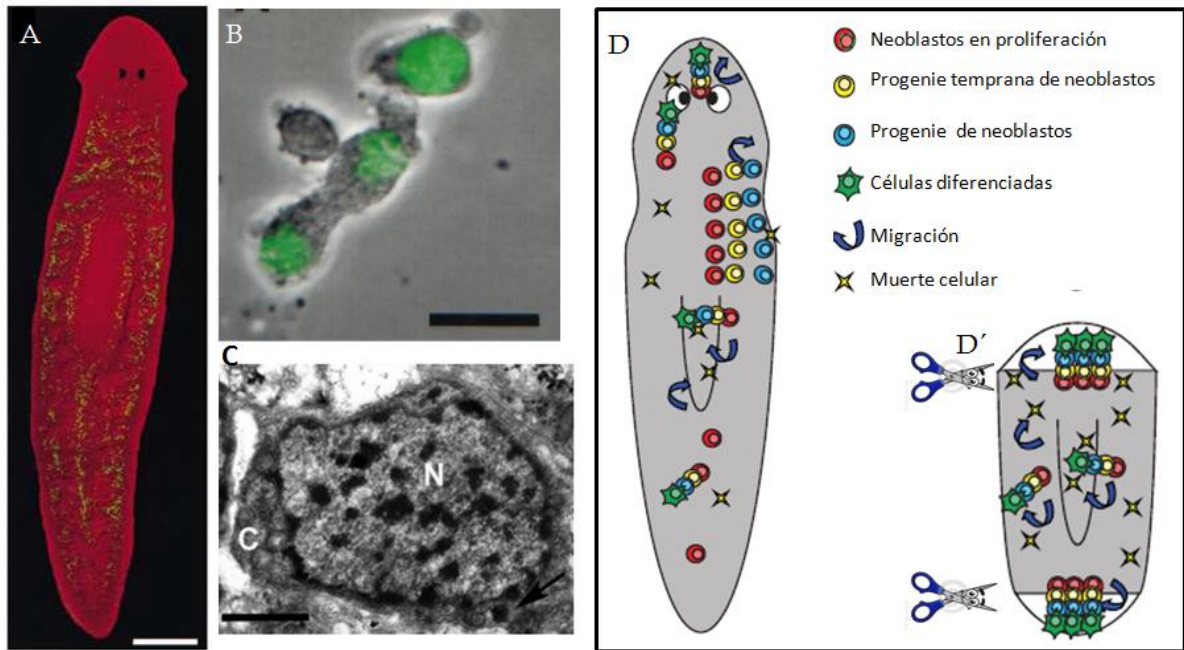 A
B
C
N
C
D
Neoblastos en proliferación
Progenie temprana de neoblastos
Progenie de neoblastos
Células diferenciadas
Migración
Muerte celular
D´